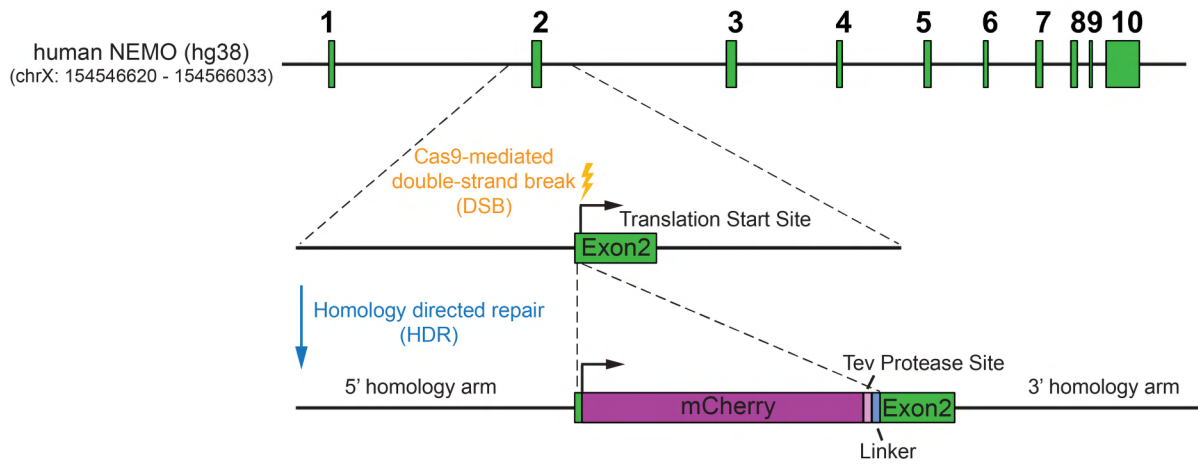 1 2 3 4 5 6 7 8 9 10
human NEMO (hg38)
(chrX: 154546620 - 154566033)
Cas9-mediated
double-strand break
(DSB)
Translation Start Site
Exon2
Homology directed repair
(HDR)
Tev Protease Site
5’ homology arm
3’ homology arm
mCherry
Exon2
Linker